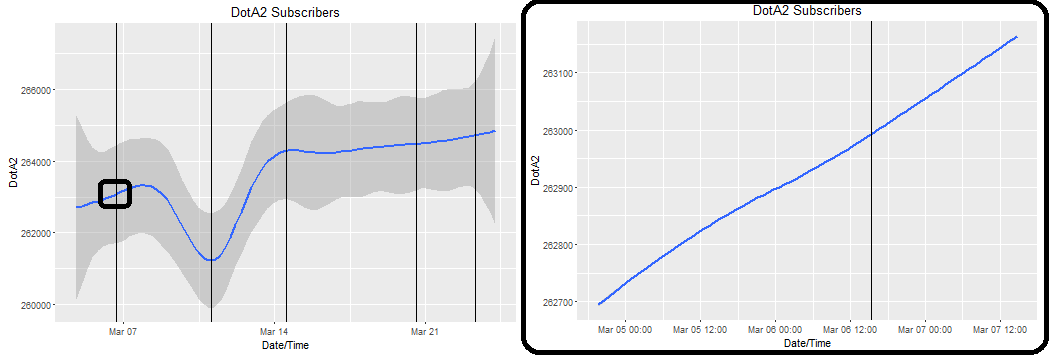 DotA2 Subscribers
266000
264000
262000
260000
DotA2
Mar 07 Mar 14 Mar 21
Date/Time
DotA2 Subscribers
263100
263000
262900
262800
262700
DotA2
Mar 05 00:00 Mar 05 12:00 Mar 06 00:00 Mar 06 12:00 Mar 07 00:00 Mar 07 12:00
Date/Time